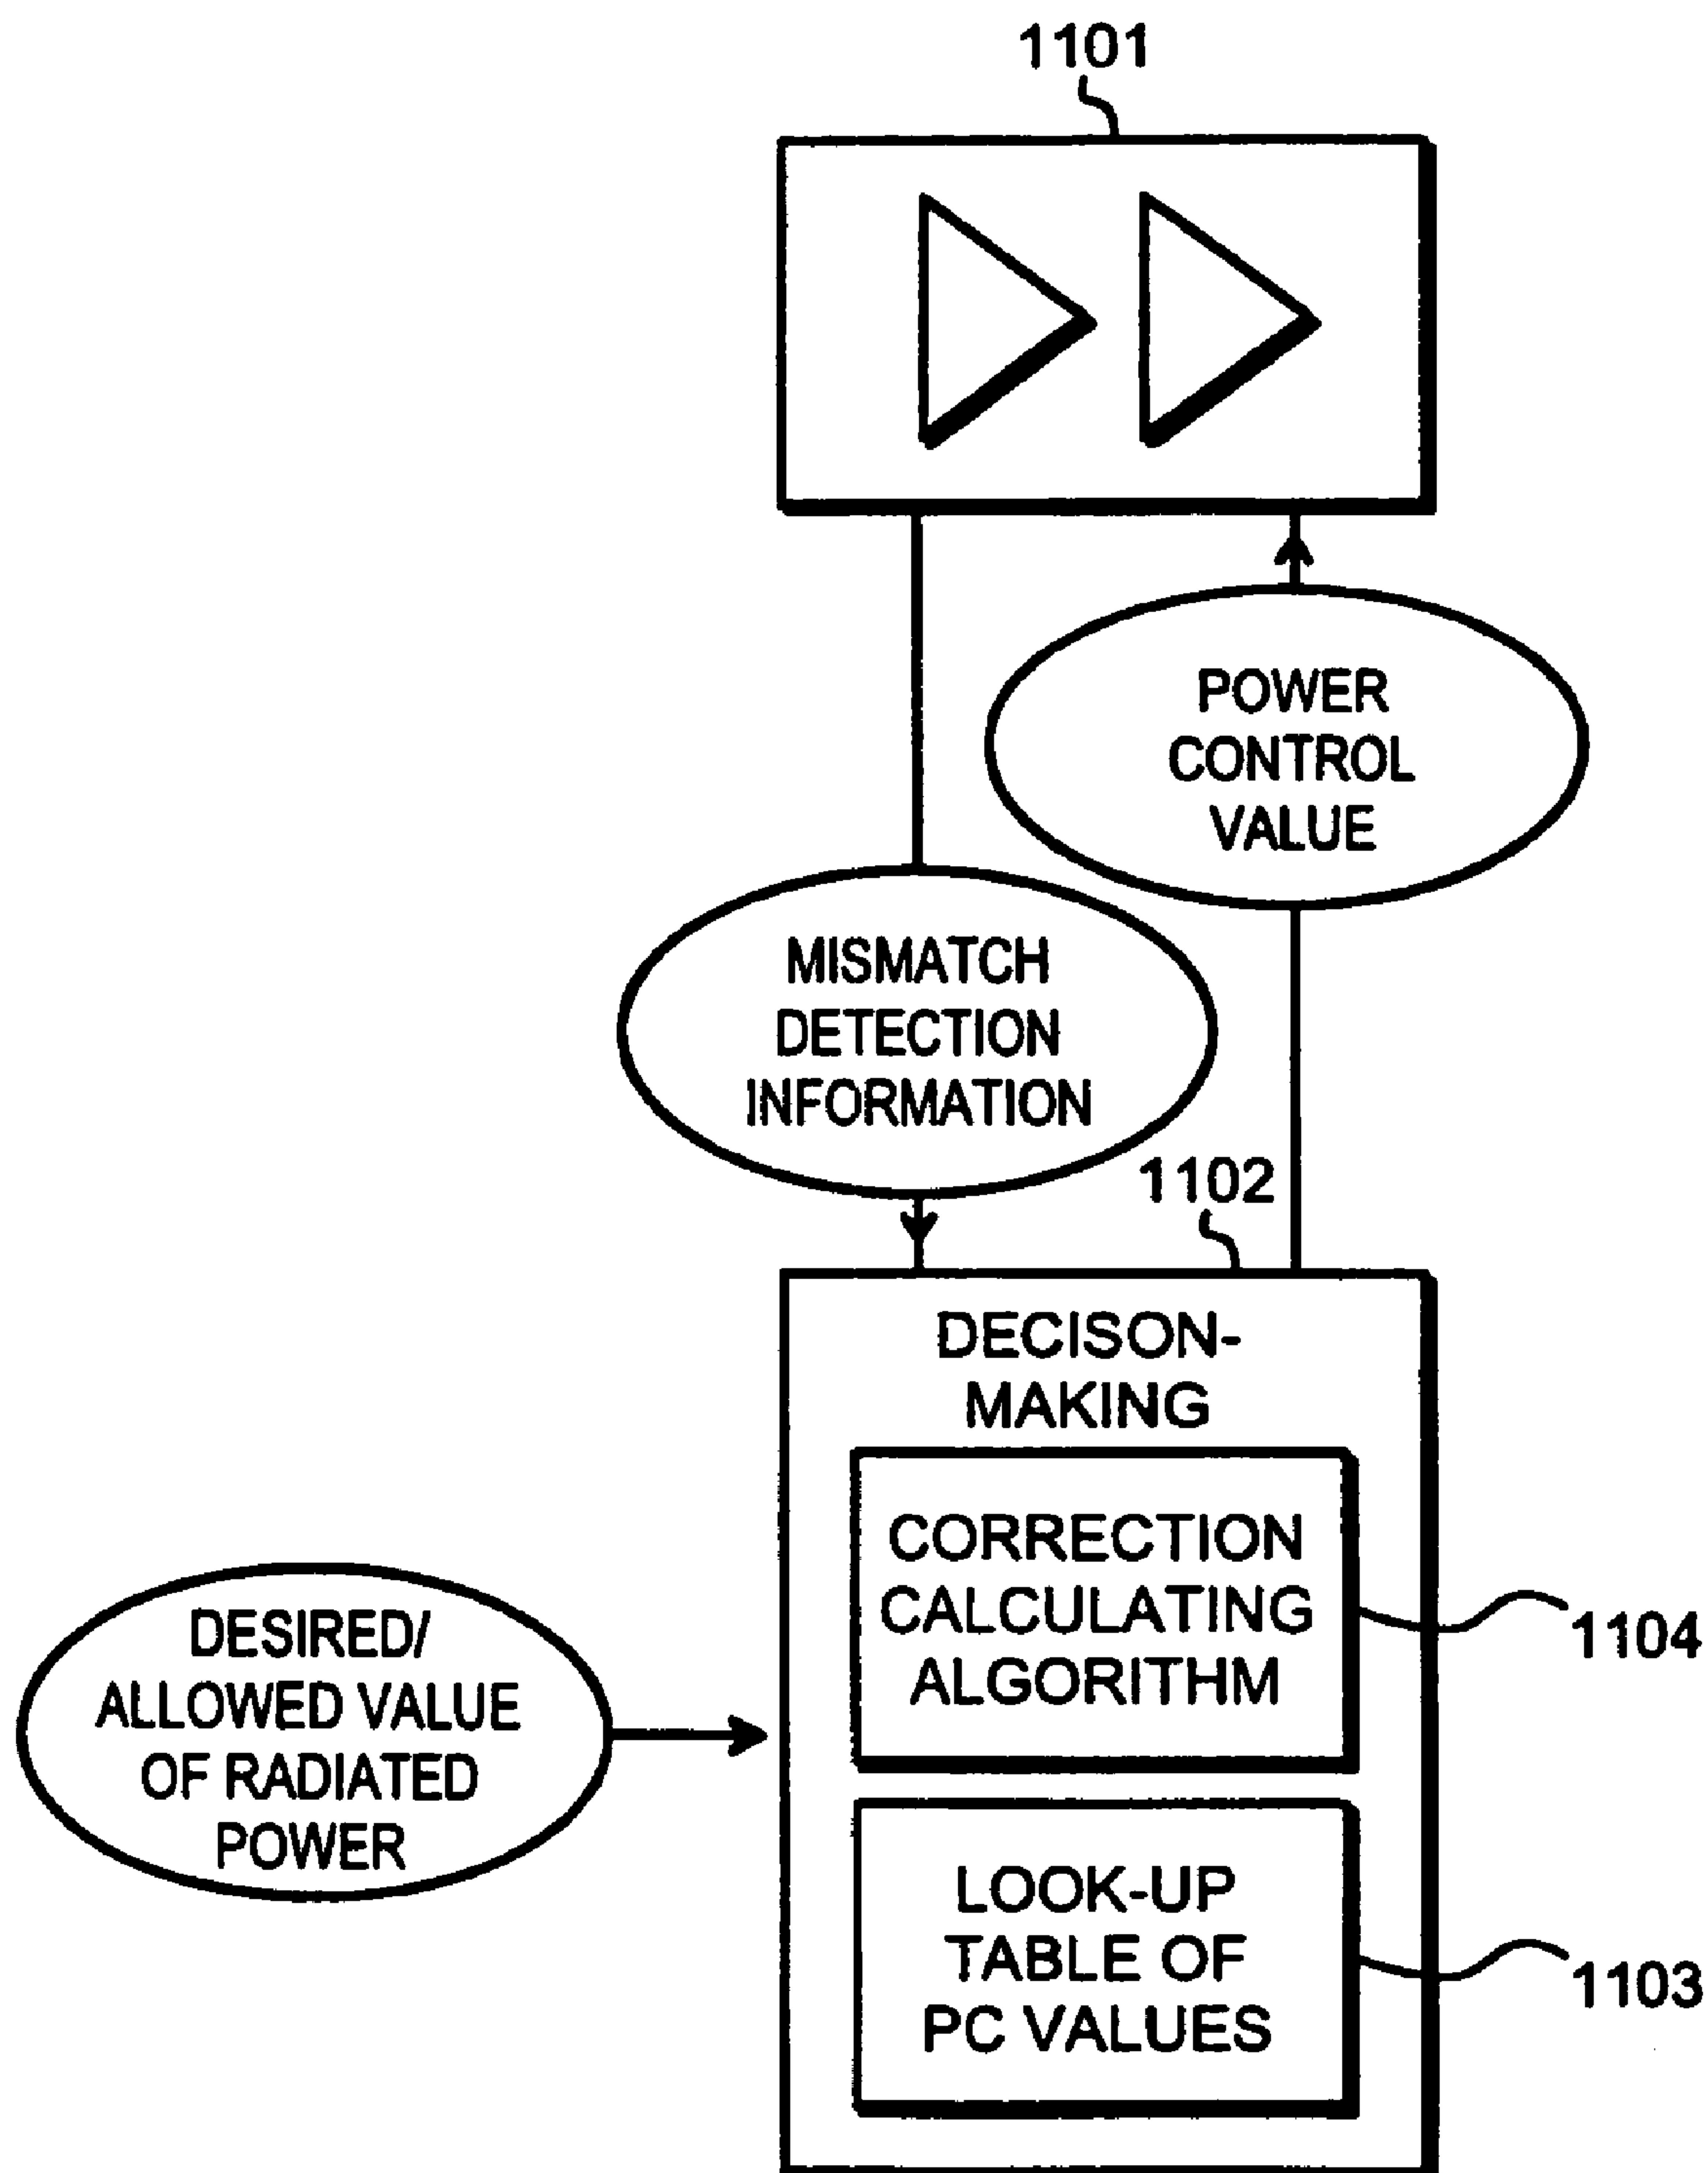 1101
POWER
CONTROL
VALUE
MISMATCH
DETECTION
INFORMATION
1102
DECISON-
MAKING
CORRECTION
CALCULATING
ALGORITHM
1104
DESIRED/
ALLOWED VALUE
OF RADIATED
POWER
LOOK-UP
TABLE OF
PC VALUES
1103